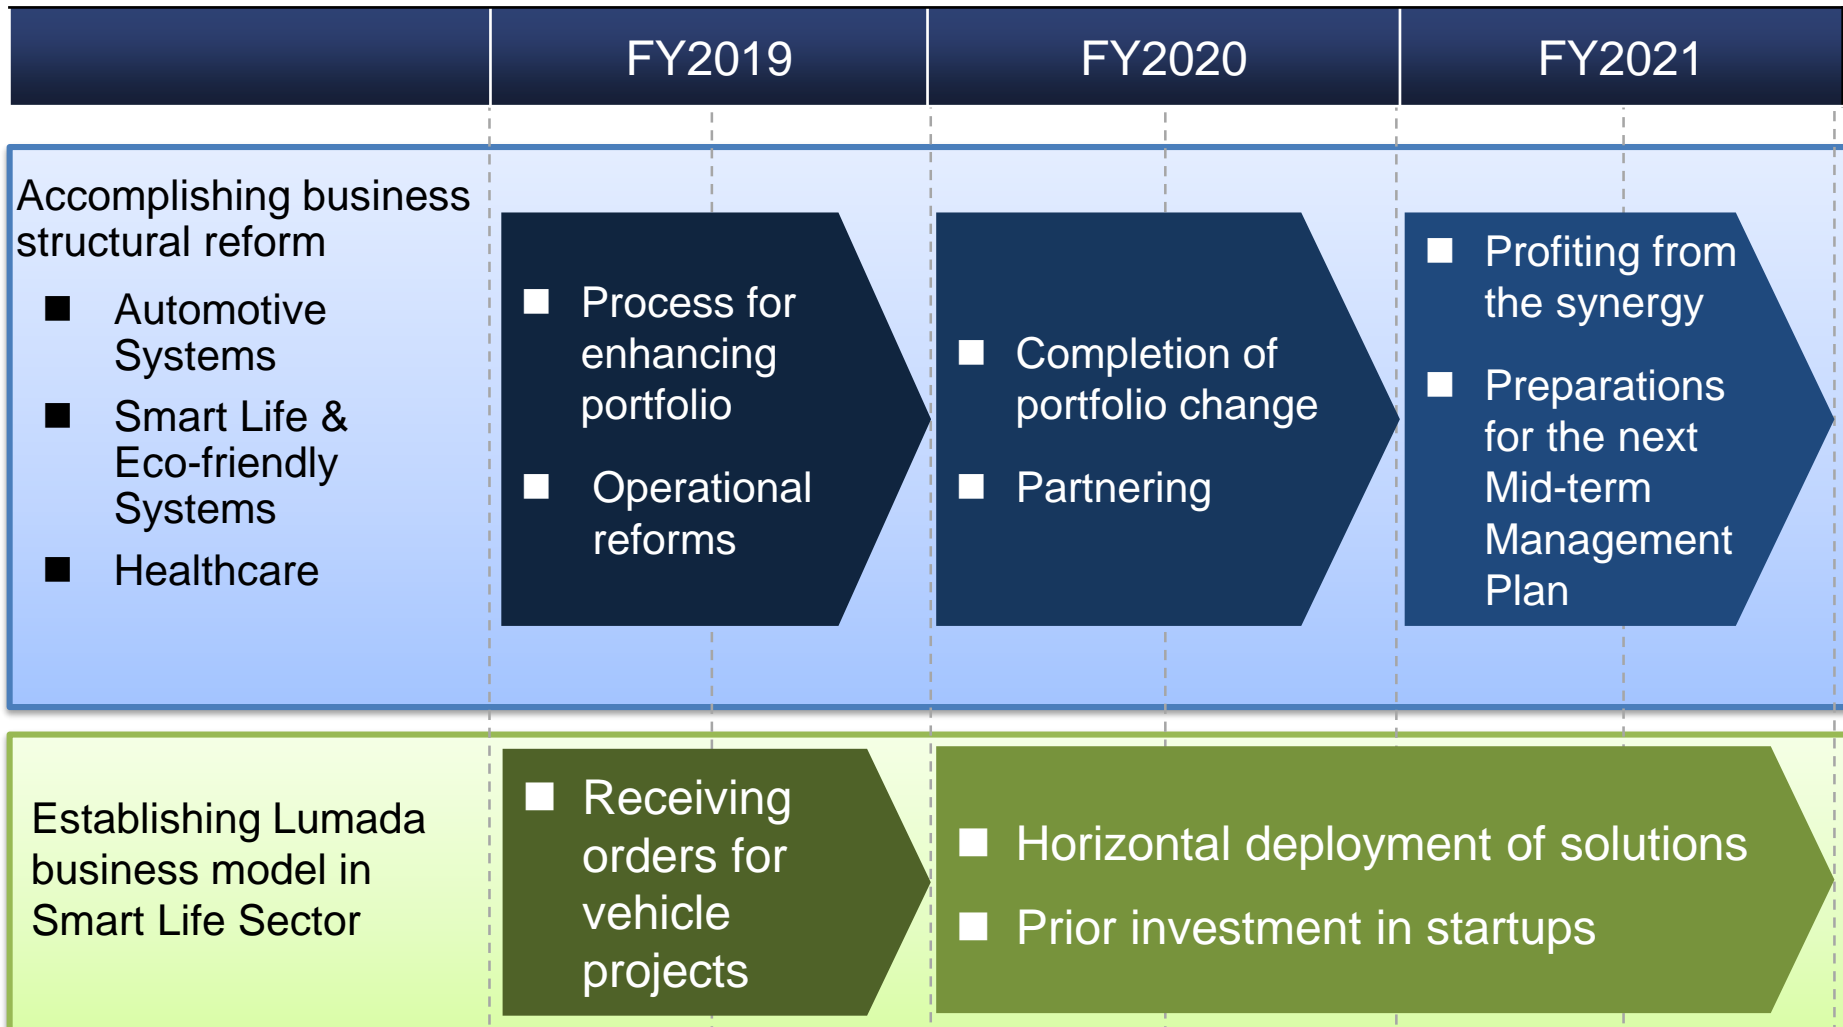 FY2019
FY2020
FY2021
Accomplishing business
structural reform
■ Automotive
Systems
■ Smart Life &
Eco-friendly
Systems
■ Healthcare
■ Process for
enhancing
portfolio
■ Operational
reforms
■ Completion of
portfolio change
■ Partnering
■ Profiting from
the synergy
■ Preparations
for the next
Mid-term
Management
Plan
Establishing Lumada
business model in
Smart Life Sector
■ Receiving
orders for
vehicle
projects
■ Horizontal deployment of solutions
■ Prior investment in startups